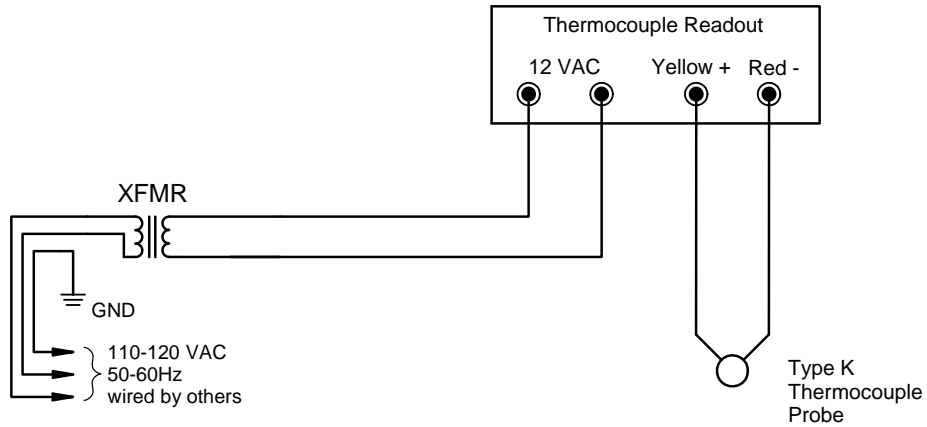 Thermocouple Readout
12 VAC
Yellow +
Red -
XFMR
GND
110-120 VAC
50-60Hz
wired by others
Type K
Thermocouple
Probe